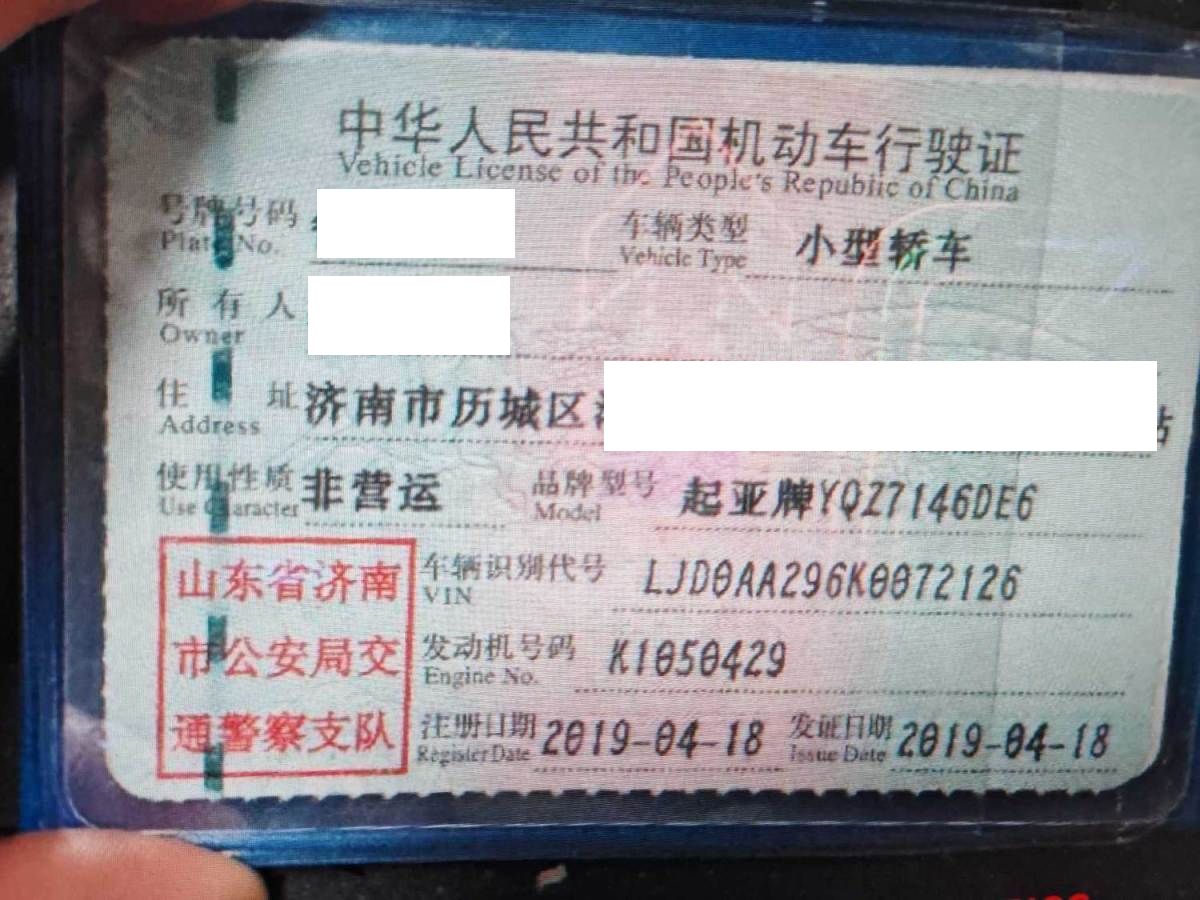 中华人民共和国机动车行驶证
Vehicle License of the People's Republic of China
号牌号码
Plate No.
车辆类型 小型轿车
Vehicle Type
所有人
Owner
住址 济南市历城区
Address
使用性质 非营运
Use Character
品牌型号 起亚牌YQZ7146DE6
Model
山东省济南
市公安局交
通警察支队
车辆识别代号 LJD0AA296K0072126
VIN
发动机号码 K1050429
Engine No.
注册日期 2019-04-18
Register Date
发证日期 2019-04-18
Issue Date